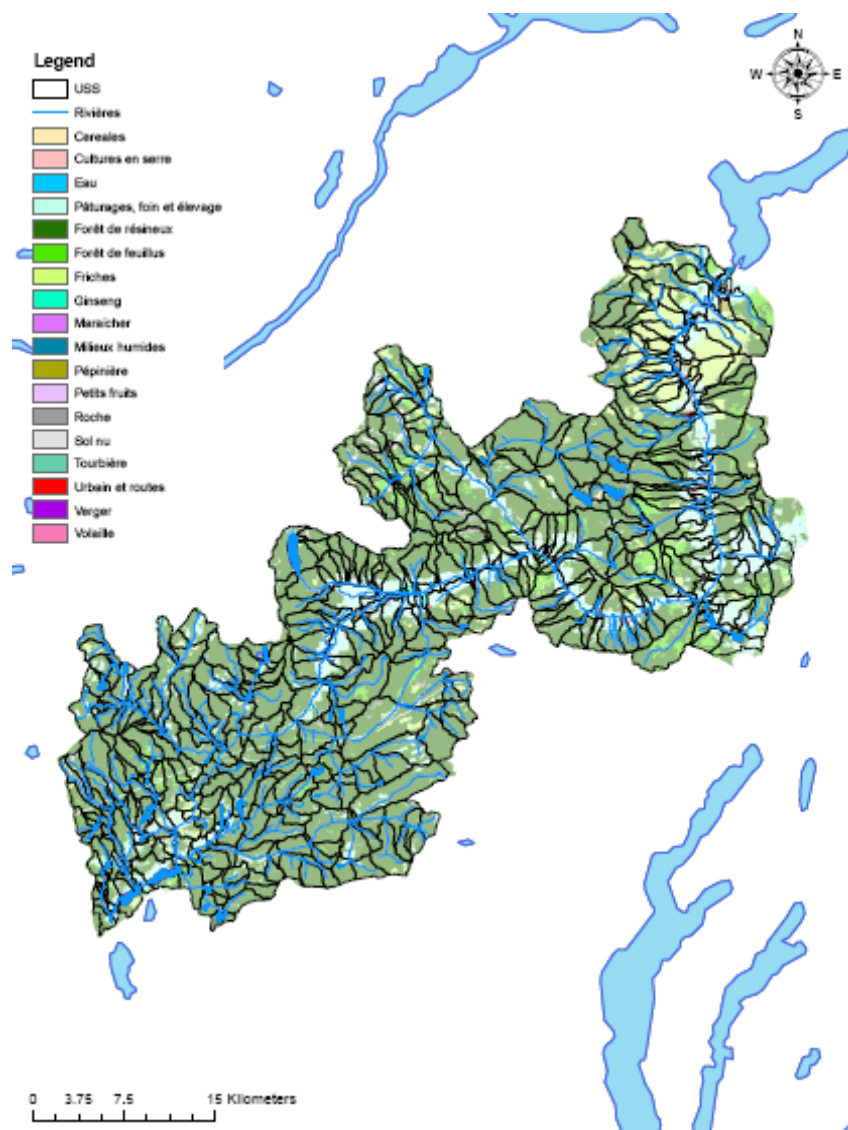 Legend
USS
Rivières
Cereales
Cultures en serre
Eau
Pâturages, foin et élevage
Forêt de résineux
Forêt de feuillus
Friches
Ginseng
Maraicher
Milieux humides
Pépinière
Petits fruits
Roche
Sol nu
Tourbière
Urbain et routes
Verger
Volaille
N
W E
S
0 3.75 7.5 15 Kilometers